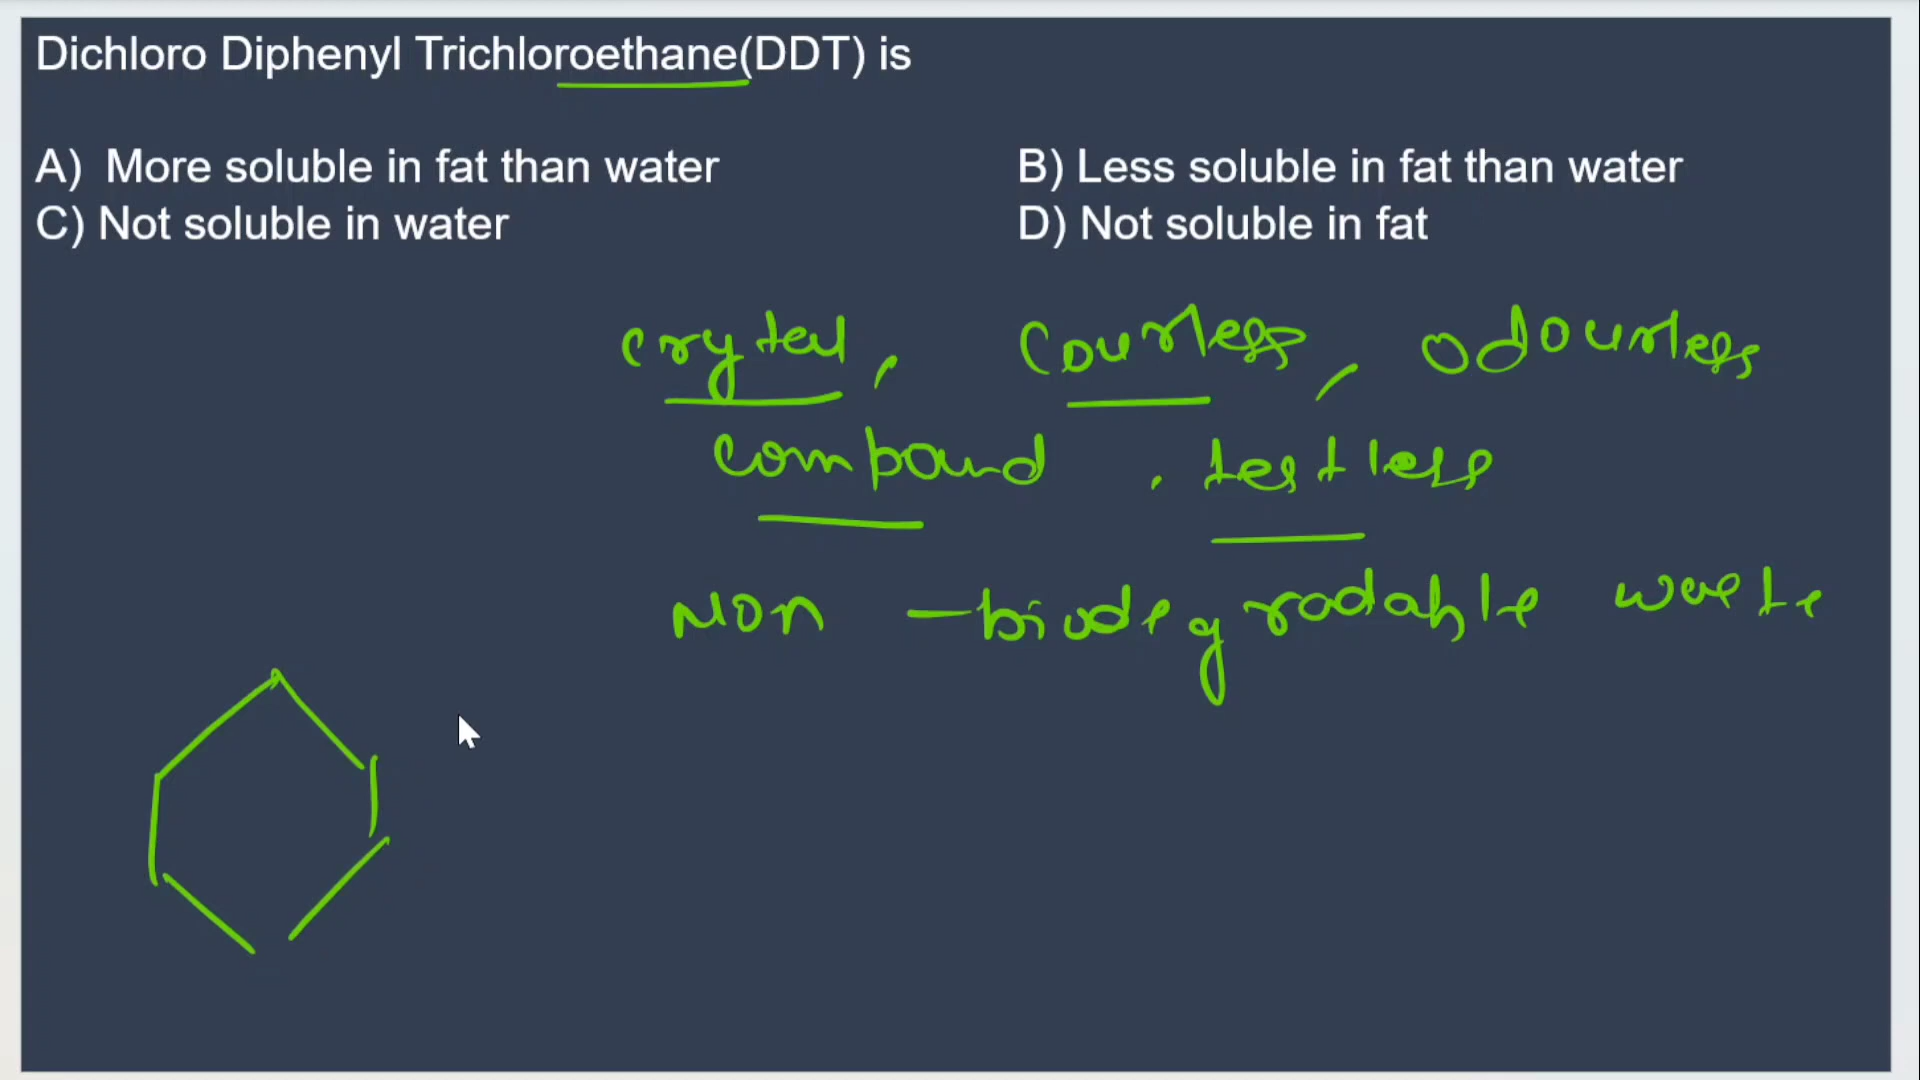 Dichloro Diphenyl Trichloroethane(DDT) is
A) More soluble in fat than water B) Less soluble in fat than water
C) Not soluble in water D) Not soluble in fat
crytel, Courless, odourless
compound . testless
Non -biodegradable waste